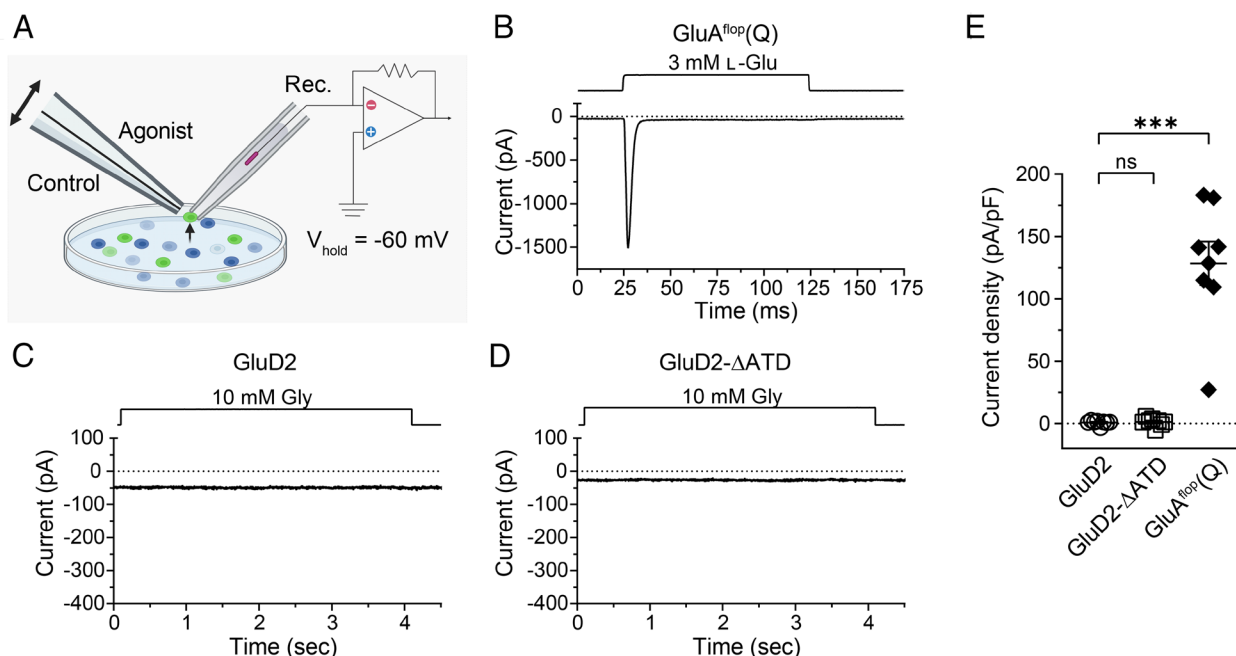 A
Rec.
Agonist
Control
V_hold = -60 mV
B
GluA^flop(Q)
3 mM L-Glu
Current (pA)
0
-500
-1000
-1500
0 25 50 75 100 125 150 175
Time (ms)
C
GluD2
10 mM Gly
Current (pA)
100
0
-100
-200
-300
-400
0 1 2 3 4
Time (sec)
D
GluD2-ΔATD
10 mM Gly
Current (pA)
100
0
-100
-200
-300
-400
0 1 2 3 4
Time (sec)
E
***
ns
Current density (pA/pF)
200
150
100
50
0
GluD2
GluD2-ΔATD
GluA^flop(Q)